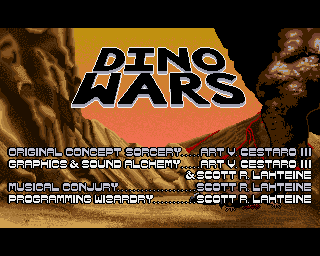 DINO
WARS
ORIGINAL CONCEPT SORCERY.....ART V. CESTARO III
GRAPHICS & SOUND ALCHEMY....ART V. CESTARO III
& SCOTT R. LAHTEINE
MUSICAL CONJURY....................SCOTT R. LAHTEINE
PROGRAMMING WIZARDRY..........SCOTT R. LAHTEINE